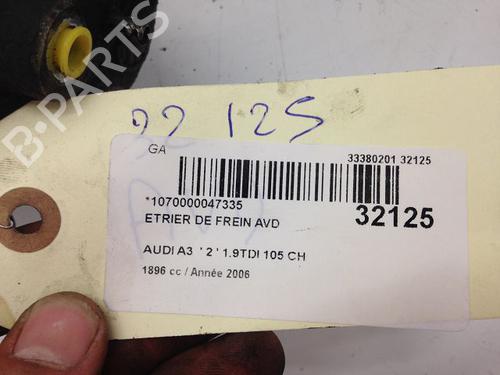 B-PARTS
32 125
GA
33380201 32125
*1070000047335
ETRIER DE FREIN AVD
32125
AUDI A3 ' 2 ' 1.9TDI 105 CH
1896 cc / Année 2006